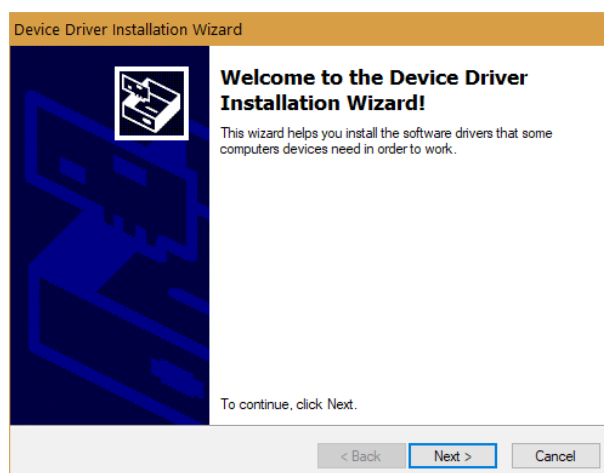 Device Driver Installation Wizard
Welcome to the Device Driver
Installation Wizard!
This wizard helps you install the software drivers that some
computers devices need in order to work.
To continue, click Next.
< Back
Next >
Cancel